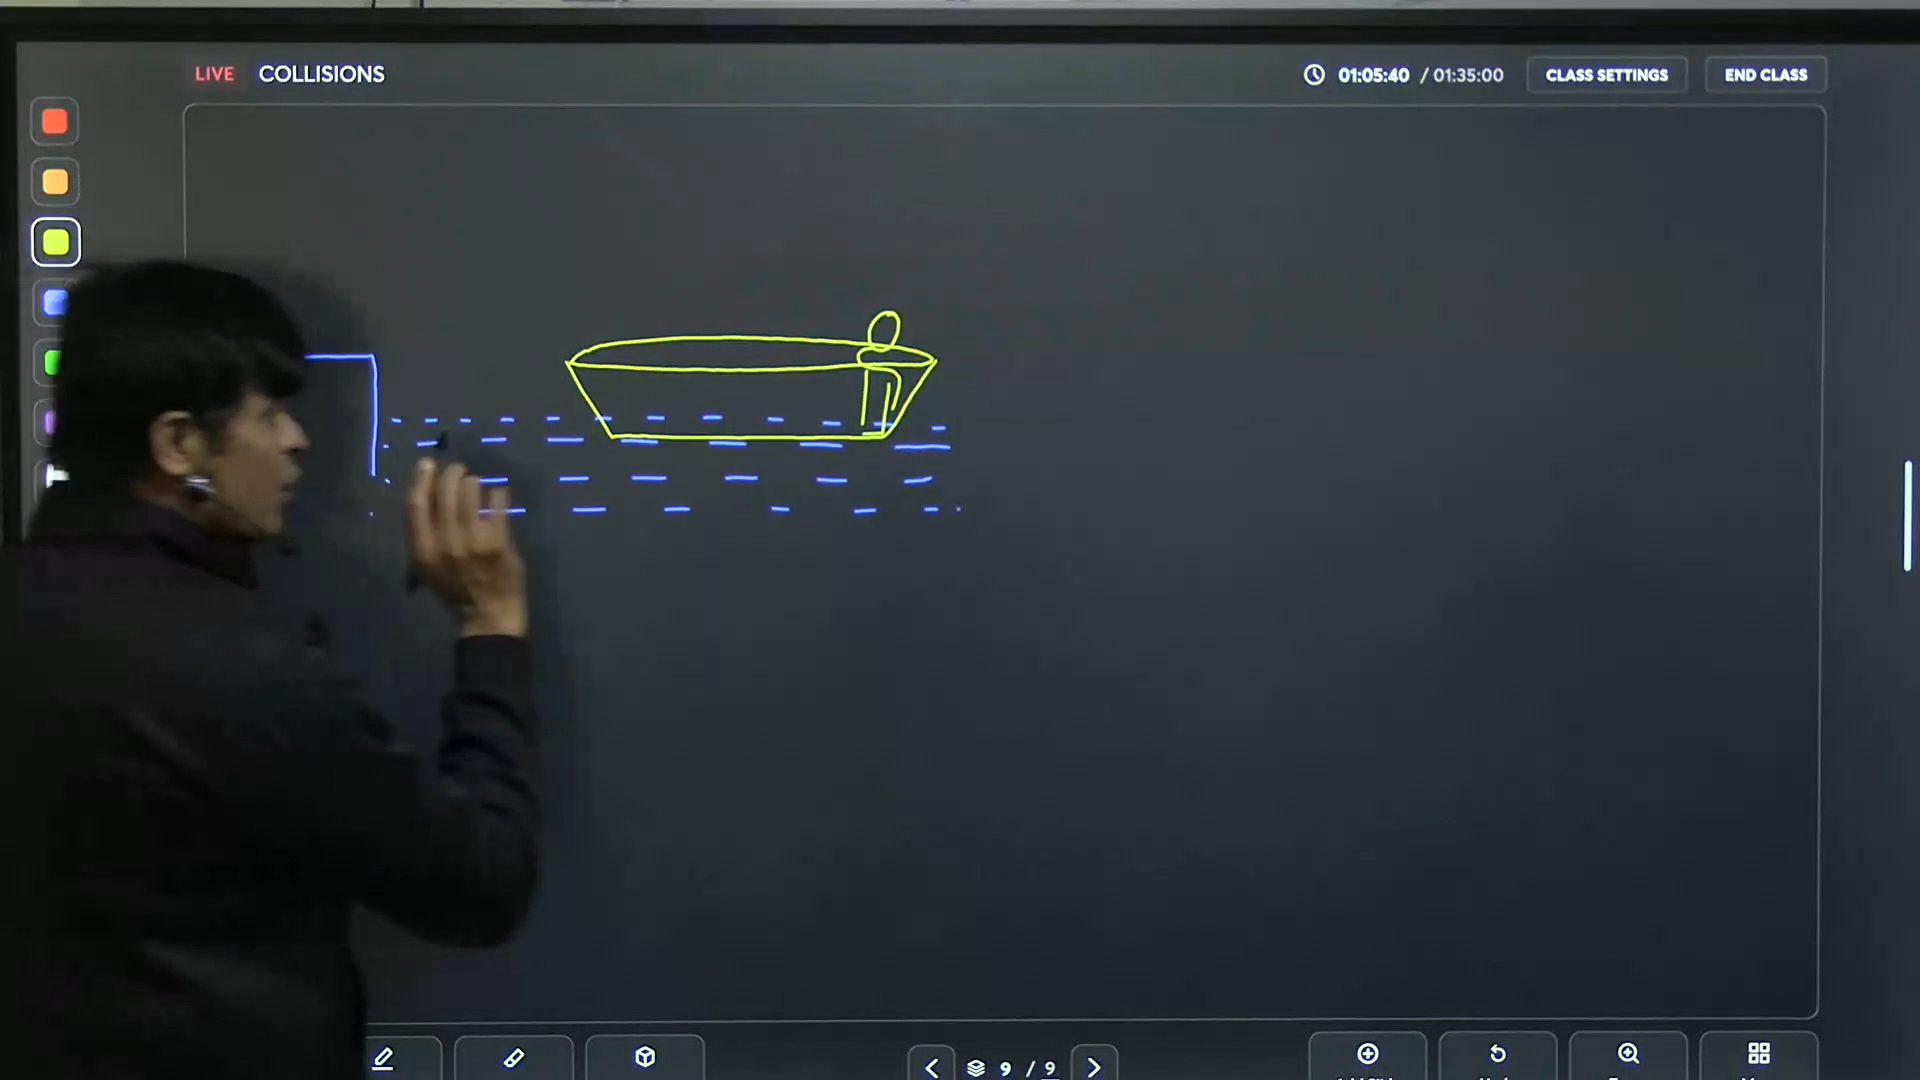 LIVE COLLISIONS 01:05:40 / 01:35:00 CLASS SETTINGS END CLASS
9 / 9